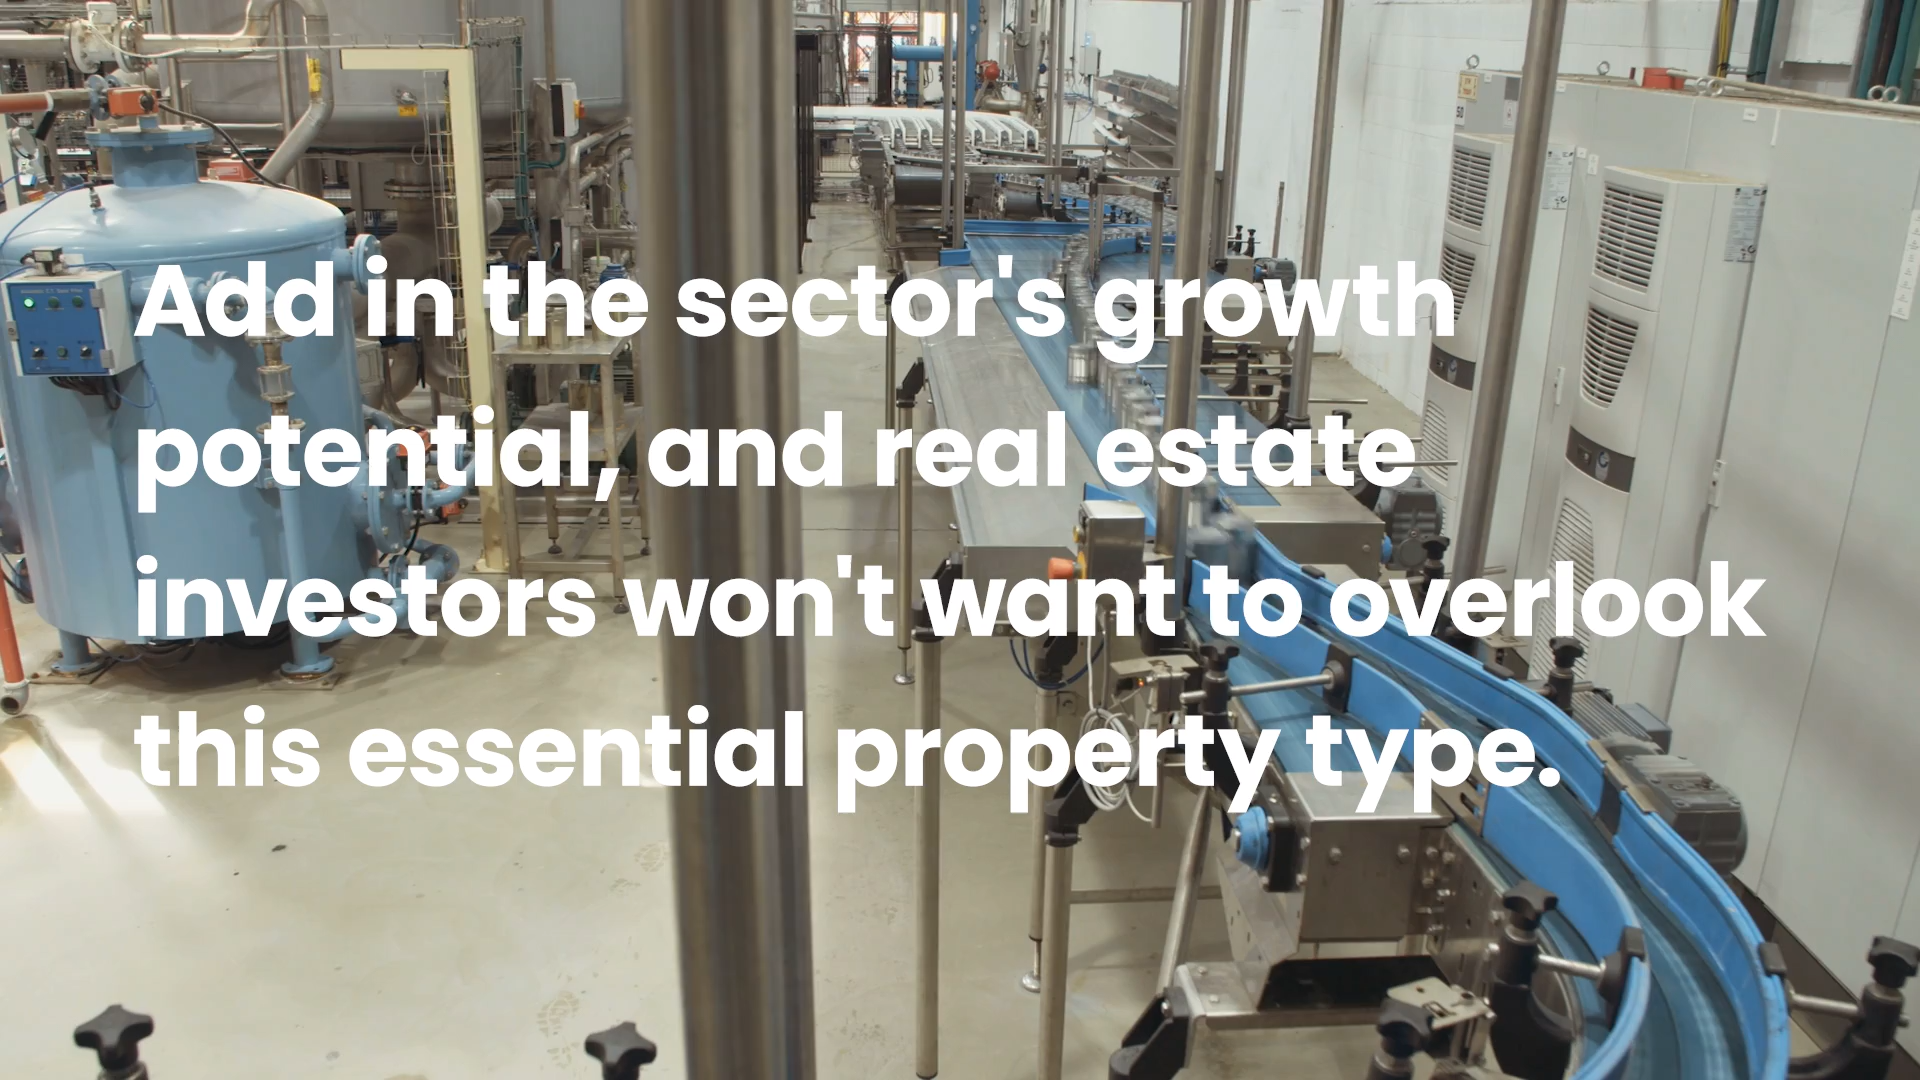 Add in the sector's growth
potential, and real estate
investors won't want to overlook
this essential property type.